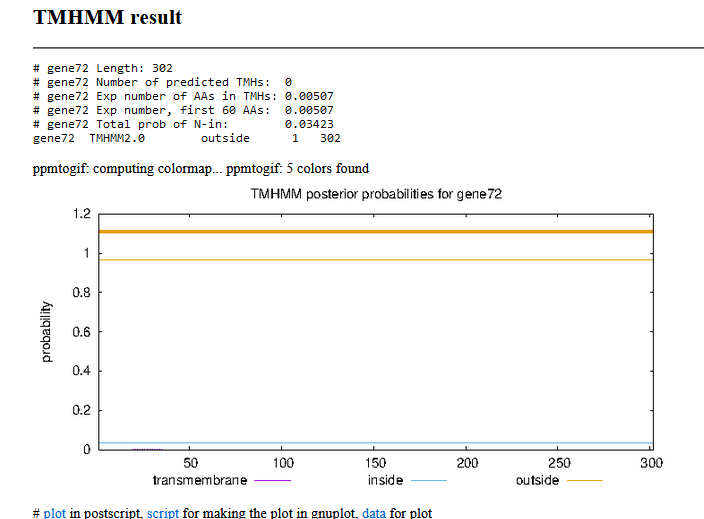 TMHMM result
# gene72 Length: 302
# gene72 Number of predicted TMHs:  0
# gene72 Exp number of AAs in TMHs: 0.00507
# gene72 Exp number, first 60 AAs:  0.00507
# gene72 Total prob of N-in:        0.03423
gene72  TMHMM2.0        outside      1   302
ppmtogif: computing colormap... ppmtogif: 5 colors found
TMHMM posterior probabilities for gene72
1.2
1
0.8
0.6
0.4
0.2
0
probability
50 100 150 200 250 300
transmembrane inside outside
# plot in postscript, script for making the plot in gnuplot, data for plot